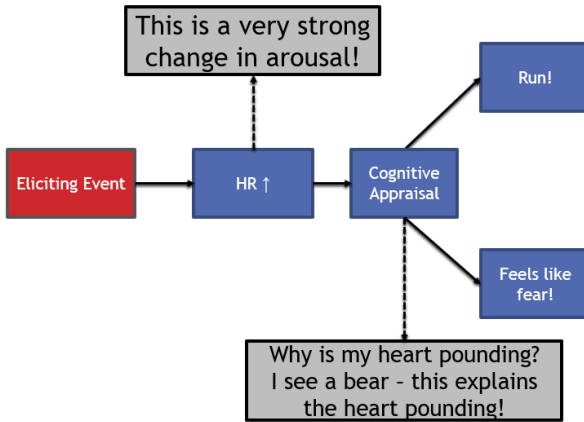 This is a very strong
change in arousal!
Run!
Eliciting Event
HR ↑
Cognitive
Appraisal
Feels like
fear!
Why is my heart pounding?
I see a bear – this explains
the heart pounding!